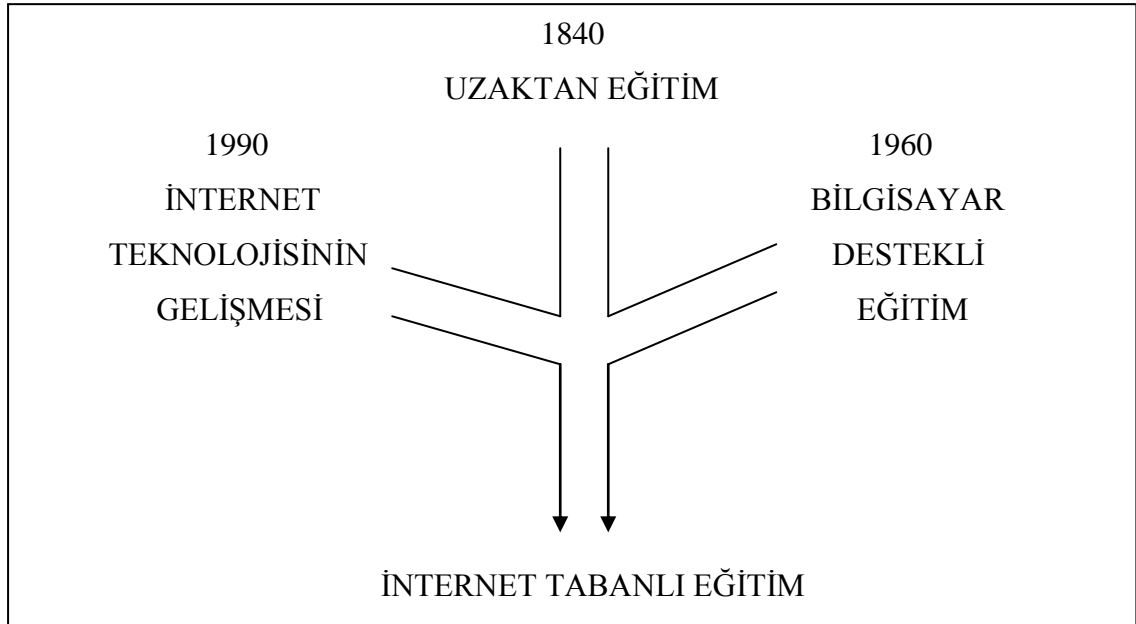 1840
UZAKTAN EĞİTİM
1990
İNTERNET
TEKNOLOJİSİNİN
GELİŞMESİ
1960
BİLGİSAYAR
DESTEKLİ
EĞİTİM
İNTERNET TABANLI EĞİTİM